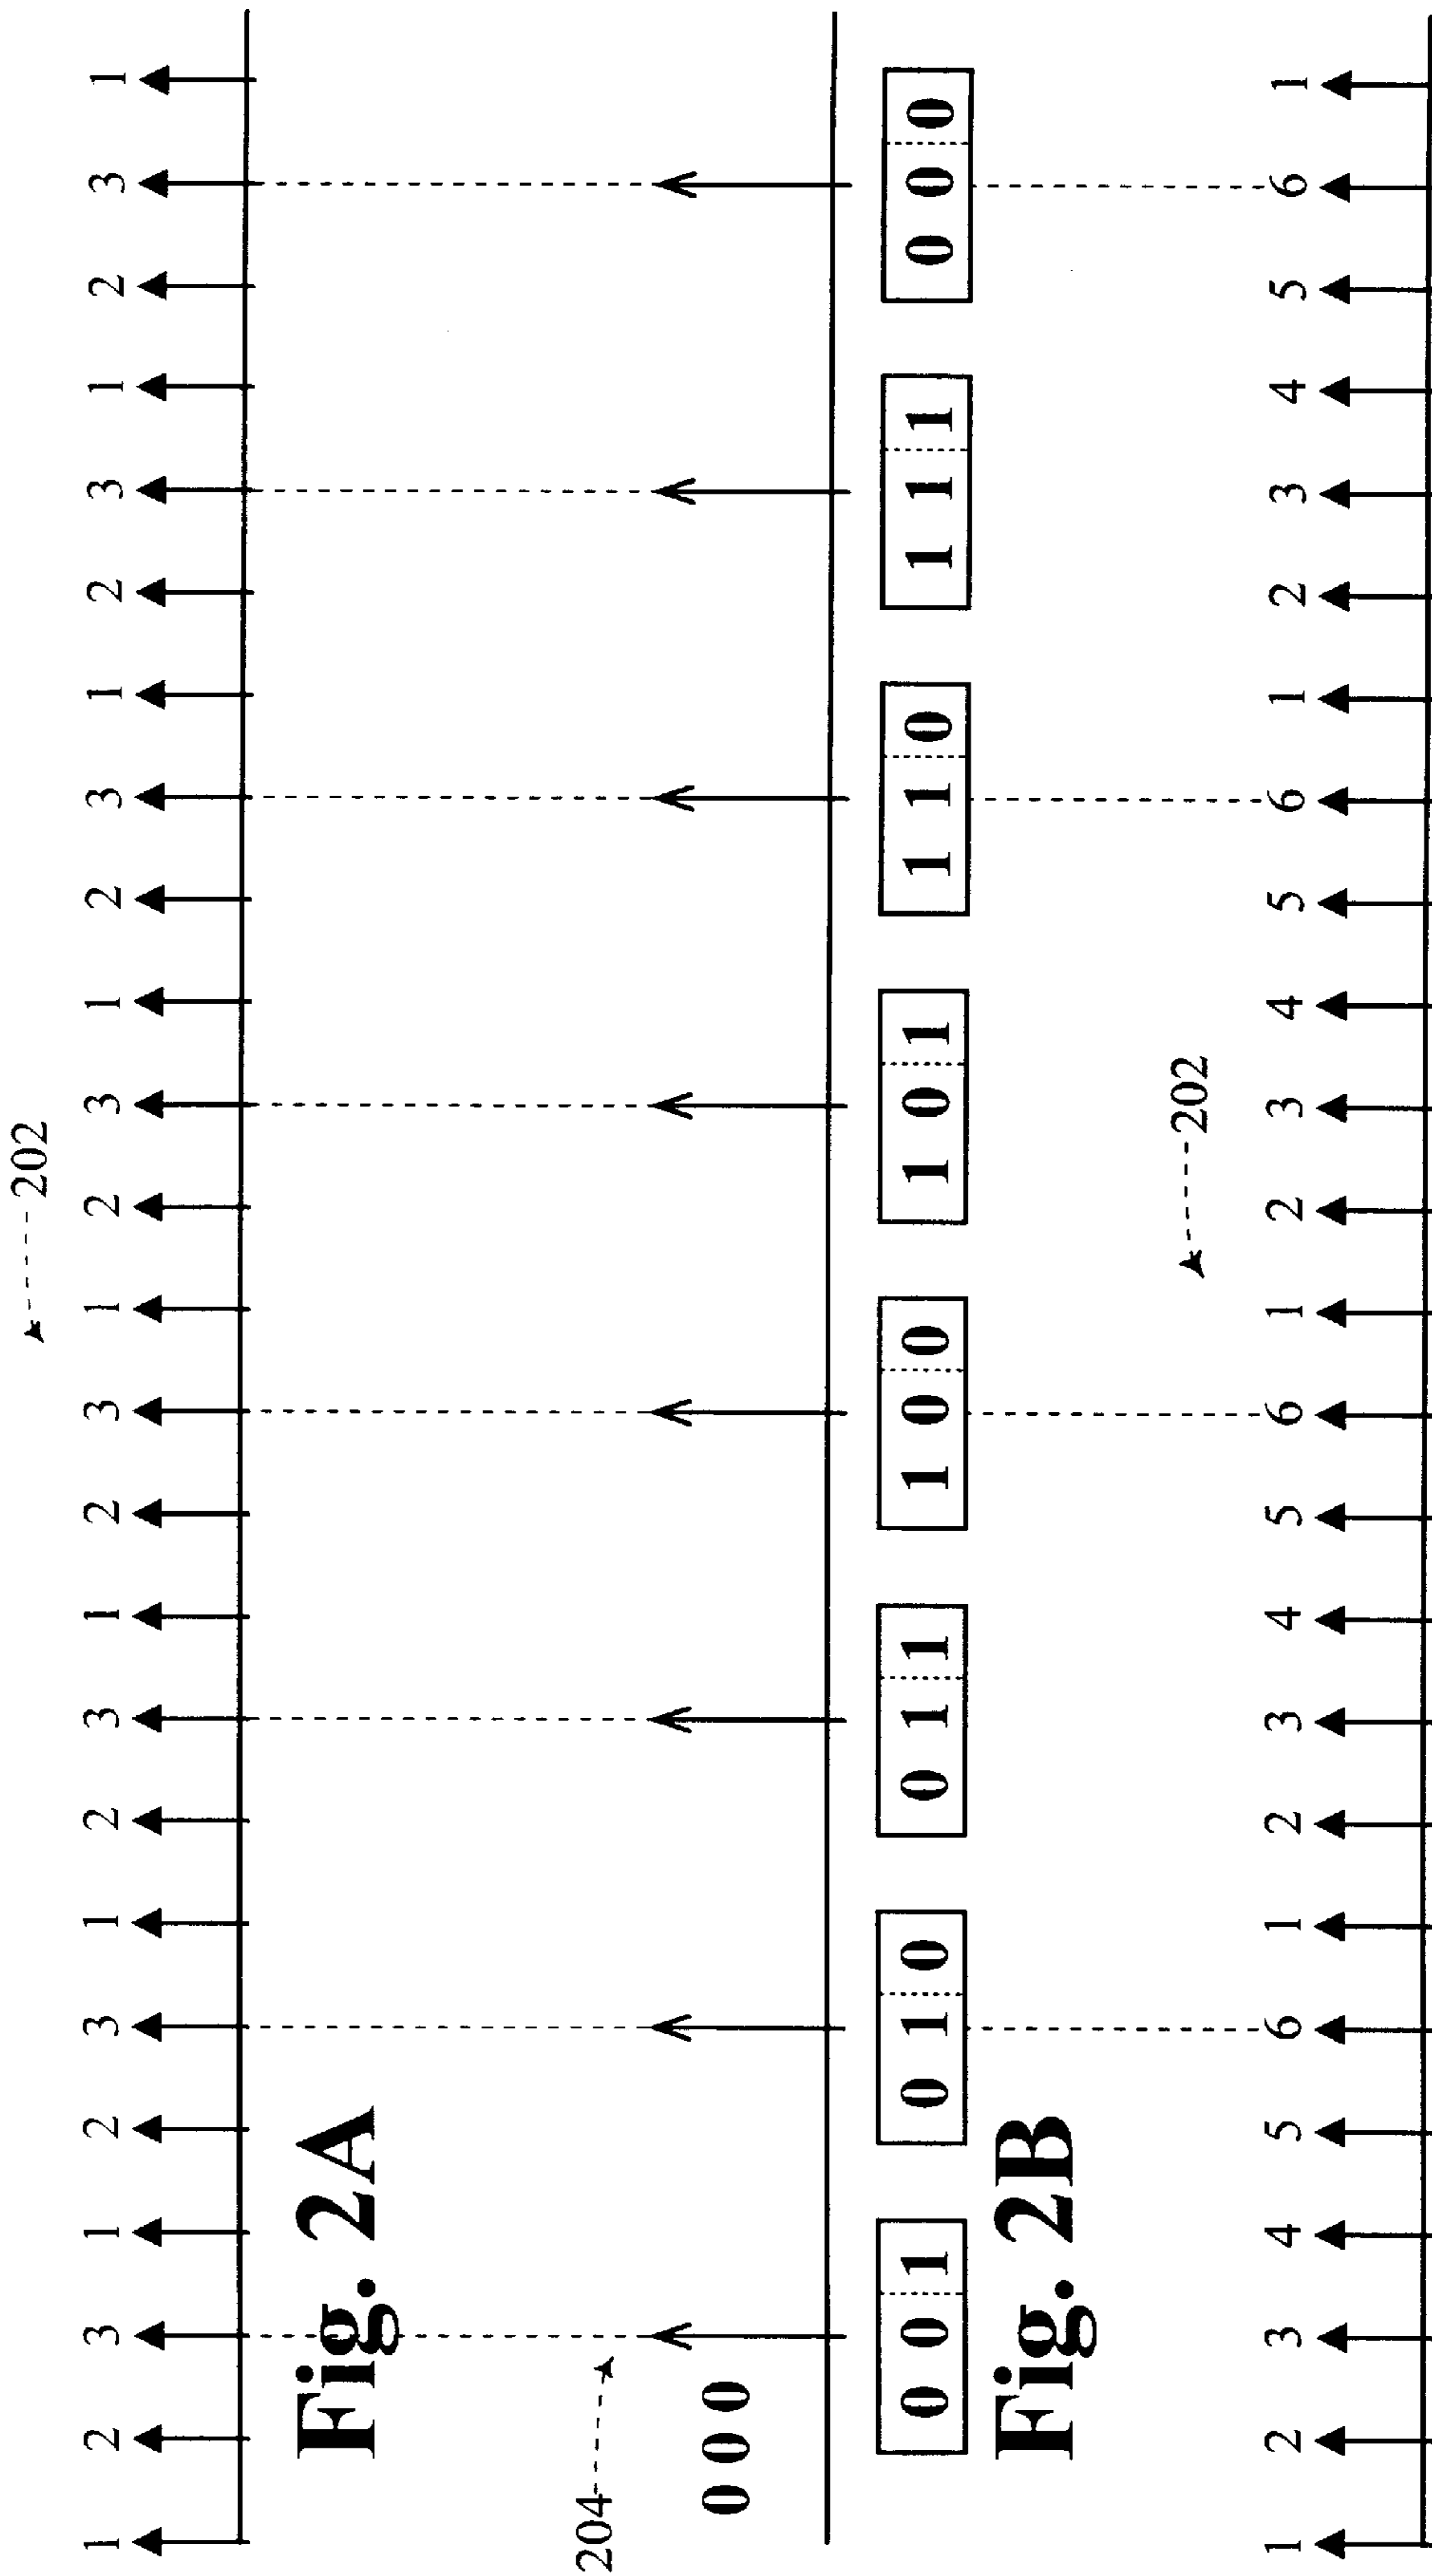 202
1 2 3 1 2 3 1 2 3 1 2 3 1 2 3 1 2 3 1 2 3 1 2 3 1
Fig. 2A
204
0 0 0
0 0 1 0 1 0 0 1 1 1 0 0 1 0 1 1 1 0 1 1 1 0 0 0
Fig. 2B
202
1 2 3 4 5 6 1 2 3 4 5 6 1 2 3 4 5 6 1 2 3 4 5 6 1